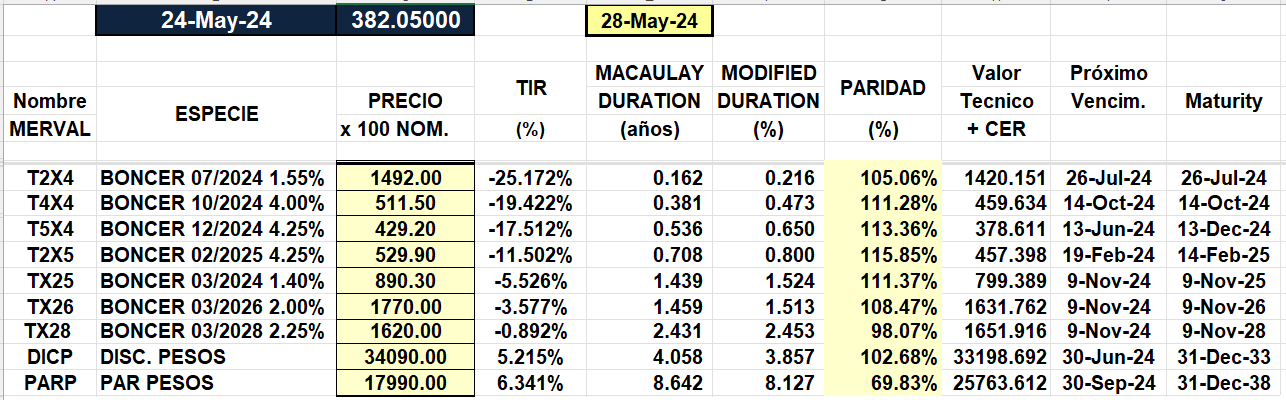 24-May-24 382.05000 28-May-24
MACAULAY MODIFIED Valor Próximo
TIR PARIDAD
Nombre PRECIO DURATION DURATION Tecnico Vencim. Maturity
ESPECIE
MERVAL x 100 NOM. (%) (años) (%) (%) + CER
T2X4 BONCER 07/2024 1.55% 1492.00 -25.172% 0.162 0.216 105.06% 1420.151 26-Jul-24 26-Jul-24
T4X4 BONCER 10/2024 4.00% 511.50 -19.422% 0.381 0.473 111.28% 459.634 14-Oct-24 14-Oct-24
T5X4 BONCER 12/2024 4.25% 429.20 -17.512% 0.536 0.650 113.36% 378.611 13-Jun-24 13-Dec-24
T2X5 BONCER 02/2025 4.25% 529.90 -11.502% 0.708 0.800 115.85% 457.398 19-Feb-24 14-Feb-25
TX25 BONCER 03/2024 1.40% 890.30 -5.526% 1.439 1.524 111.37% 799.389 9-Nov-24 9-Nov-25
TX26 BONCER 03/2026 2.00% 1770.00 -3.577% 1.459 1.513 108.47% 1631.762 9-Nov-24 9-Nov-26
TX28 BONCER 03/2028 2.25% 1620.00 -0.892% 2.431 2.453 98.07% 1651.916 9-Nov-24 9-Nov-28
DICP DISC. PESOS 34090.00 5.215% 4.058 3.857 102.68% 33198.692 30-Jun-24 31-Dec-33
PARP PAR PESOS 17990.00 6.341% 8.642 8.127 69.83% 25763.612 30-Sep-24 31-Dec-38